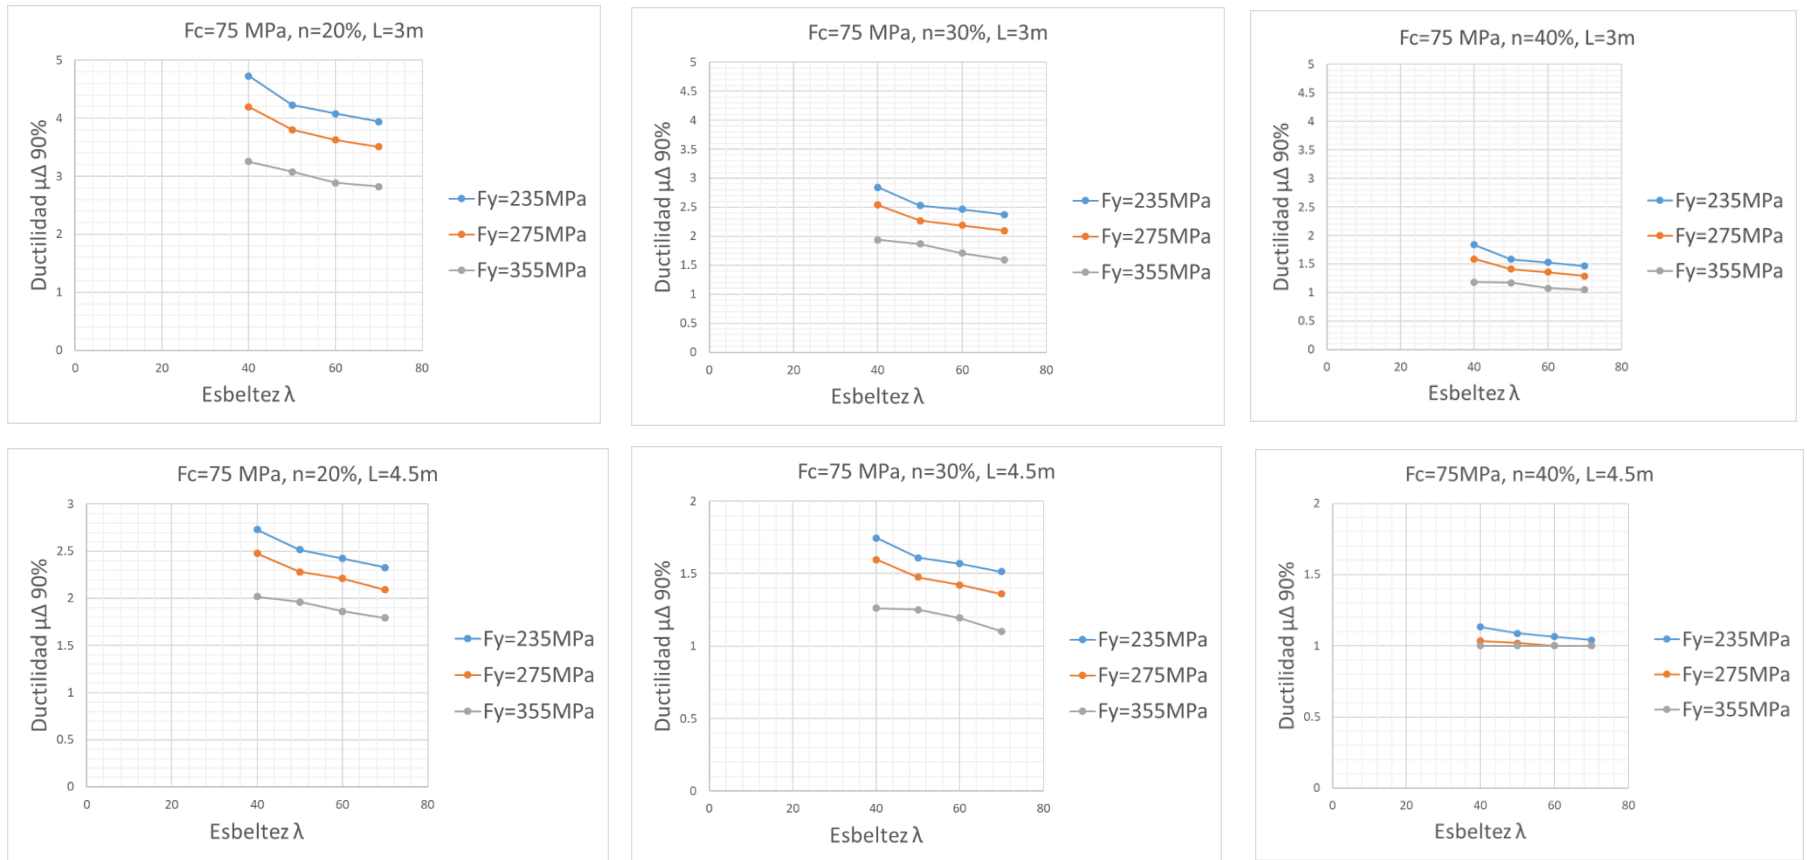 Fc=75 MPa, n=20%, L=3m
5
4
3
2
1
0
0 20 40 60 80
Ductilidad μΔ 90%
Esbeltez λ
Fy=235MPa
Fy=275MPa
Fy=355MPa
Fc=75 MPa, n=30%, L=3m
5
4.5
4
3.5
3
2.5
2
1.5
1
0.5
0
0 20 40 60 80
Ductilidad μΔ 90%
Esbeltez λ
Fy=235MPa
Fy=275MPa
Fy=355MPa
Fc=75 MPa, n=40%, L=3m
5
4.5
4
3.5
3
2.5
2
1.5
1
0.5
0
0 20 40 60 80
Ductilidad μΔ 90%
Esbeltez λ
Fy=235MPa
Fy=275MPa
Fy=355MPa
Fc=75 MPa, n=20%, L=4.5m
3
2.5
2
1.5
1
0.5
0
0 20 40 60 80
Ductilidad μΔ 90%
Esbeltez λ
Fy=235MPa
Fy=275MPa
Fy=355MPa
Fc=75 MPa, n=30%, L=4.5m
2
1.5
1
0.5
0
0 20 40 60 80
Ductilidad μΔ 90%
Esbeltez λ
Fy=235MPa
Fy=275MPa
Fy=355MPa
Fc=75MPa, n=40%, L=4.5m
2
1.5
1
0.5
0
0 20 40 60 80
Ductilidad μΔ 90%
Esbeltez λ
Fy=235MPa
Fy=275MPa
Fy=355MPa